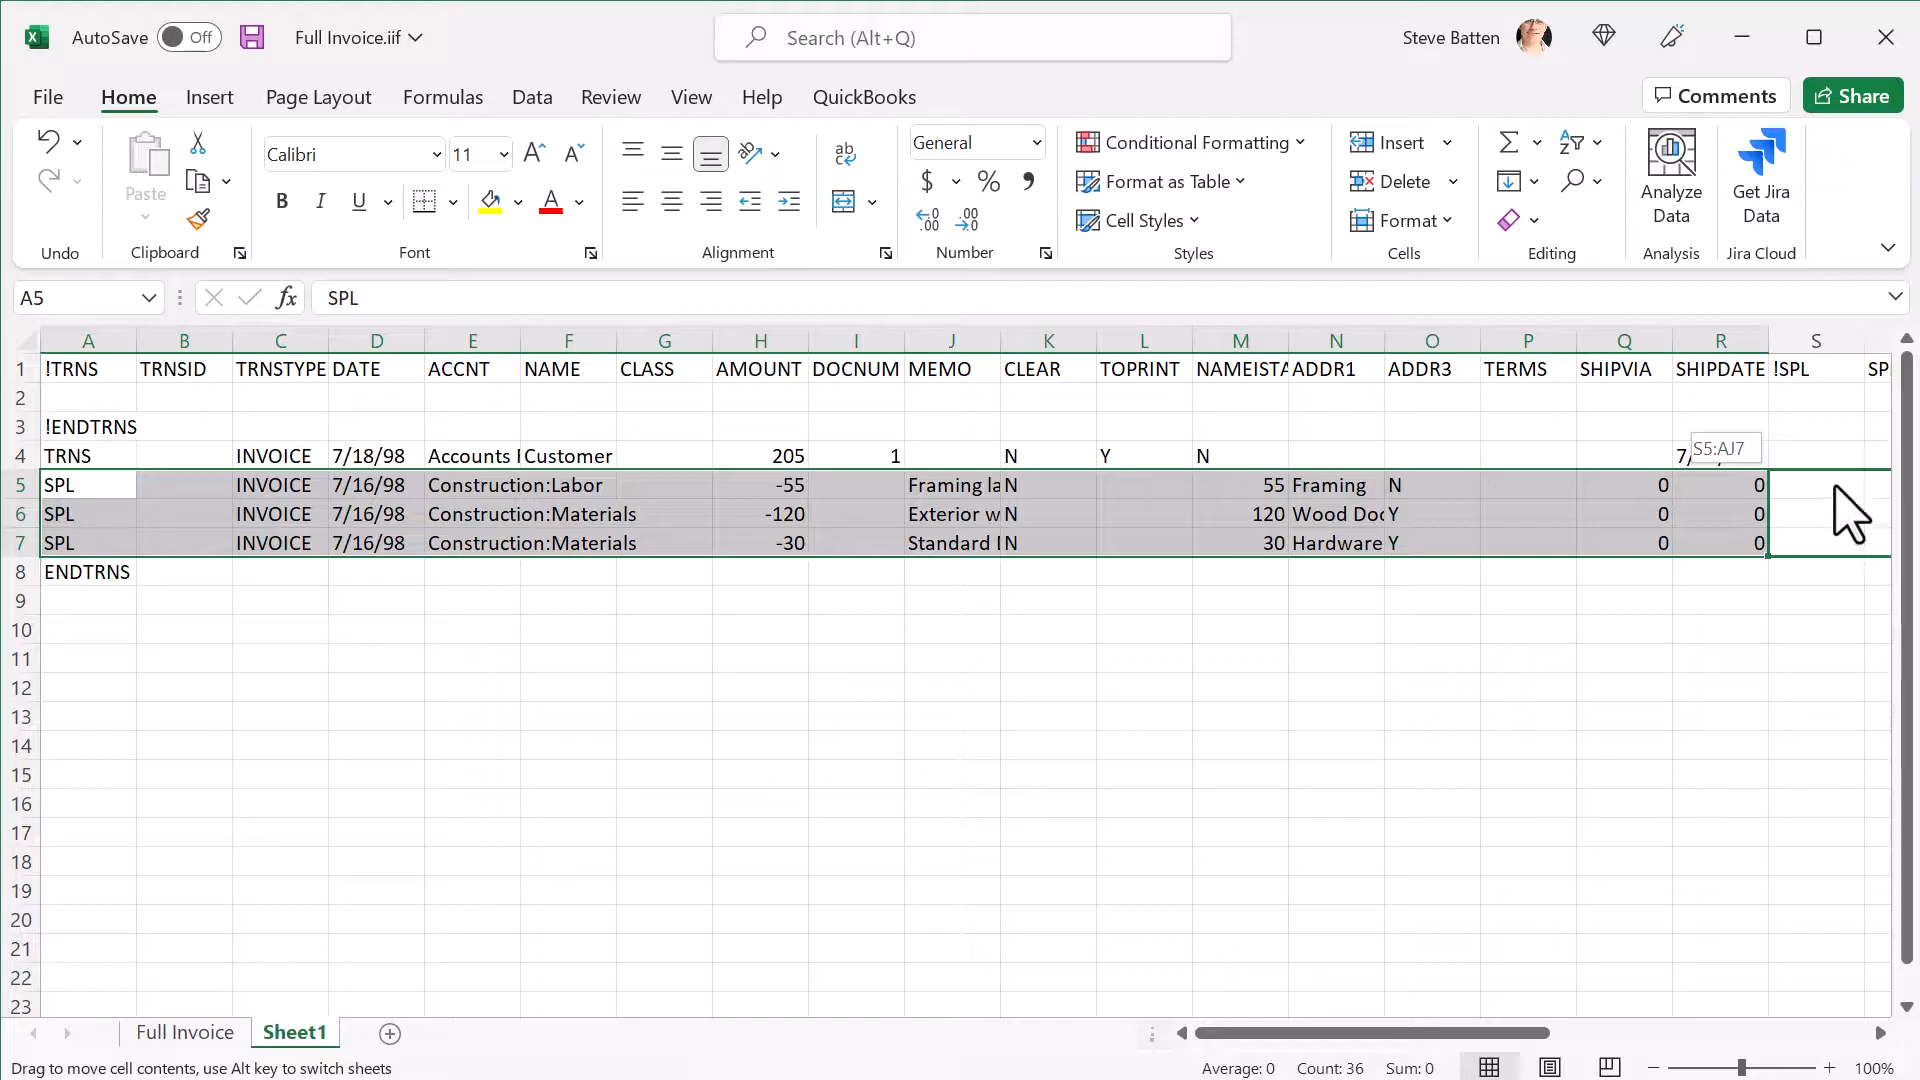 AutoSave Off Full Invoice.iif Search (Alt+Q) Steve Batten
File Home Insert Page Layout Formulas Data Review View Help QuickBooks Comments Share
Paste
Undo Clipboard
Calibri 11
B I U A
Font
ab
c
Alignment
General
$ % ,
.0 .00
.00 .0
Number
Conditional Formatting
Format as Table
Cell Styles
Styles
Insert
Delete
Format
Cells
Editing
Analyze Data
Analysis
Get Jira Data
Jira Cloud
A5 fx SPL
A B C D E F G H I J K L M N O P Q R S
1 !TRNS TRNSID TRNSTYPE DATE ACCNT NAME CLASS AMOUNT DOCNUM MEMO CLEAR TOPRINT NAMEISTA ADDR1 ADDR3 TERMS SHIPVIA SHIPDATE !SPL SP
2
3 !ENDTRNS
4 TRNS INVOICE 7/18/98 Accounts Customer 205 1 N Y N 7/ S5:AJ7
5 SPL INVOICE 7/16/98 Construction:Labor -55 Framing la N 55 Framing N 0 0
6 SPL INVOICE 7/16/98 Construction:Materials -120 Exterior w N 120 Wood Doo Y 0 0
7 SPL INVOICE 7/16/98 Construction:Materials -30 Standard N 30 Hardware Y 0 0
8 ENDTRNS
9
10
11
12
13
14
15
16
17
18
19
20
21
22
23
Full Invoice Sheet1
Drag to move cell contents, use Alt key to switch sheets Average: 0 Count: 36 Sum: 0 100%